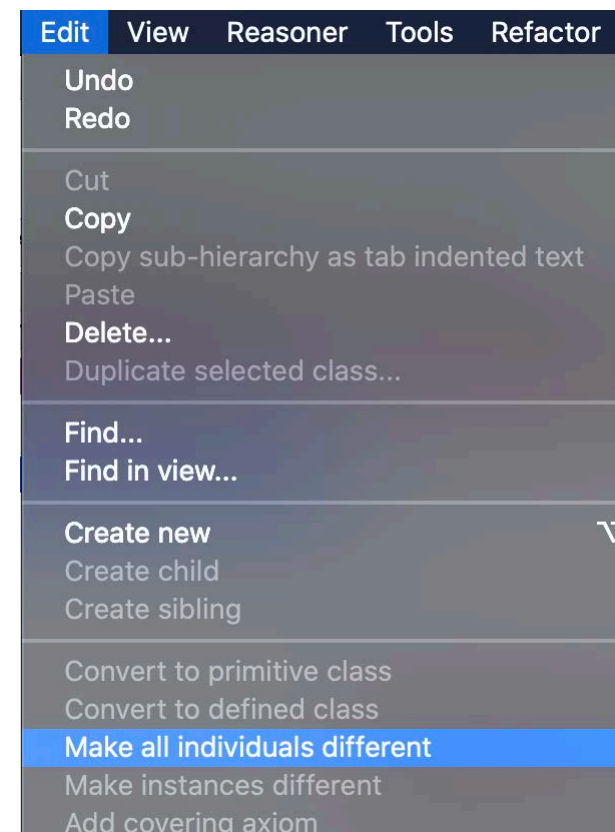 Edit View Reasoner Tools Refactor
Undo
Redo
Cut
Copy
Copy sub-hierarchy as tab indented text
Paste
Delete...
Duplicate selected class...
Find...
Find in view...
Create new ⌥
Create child
Create sibling
Convert to primitive class
Convert to defined class
Make all individuals different
Make instances different
Add covering axiom